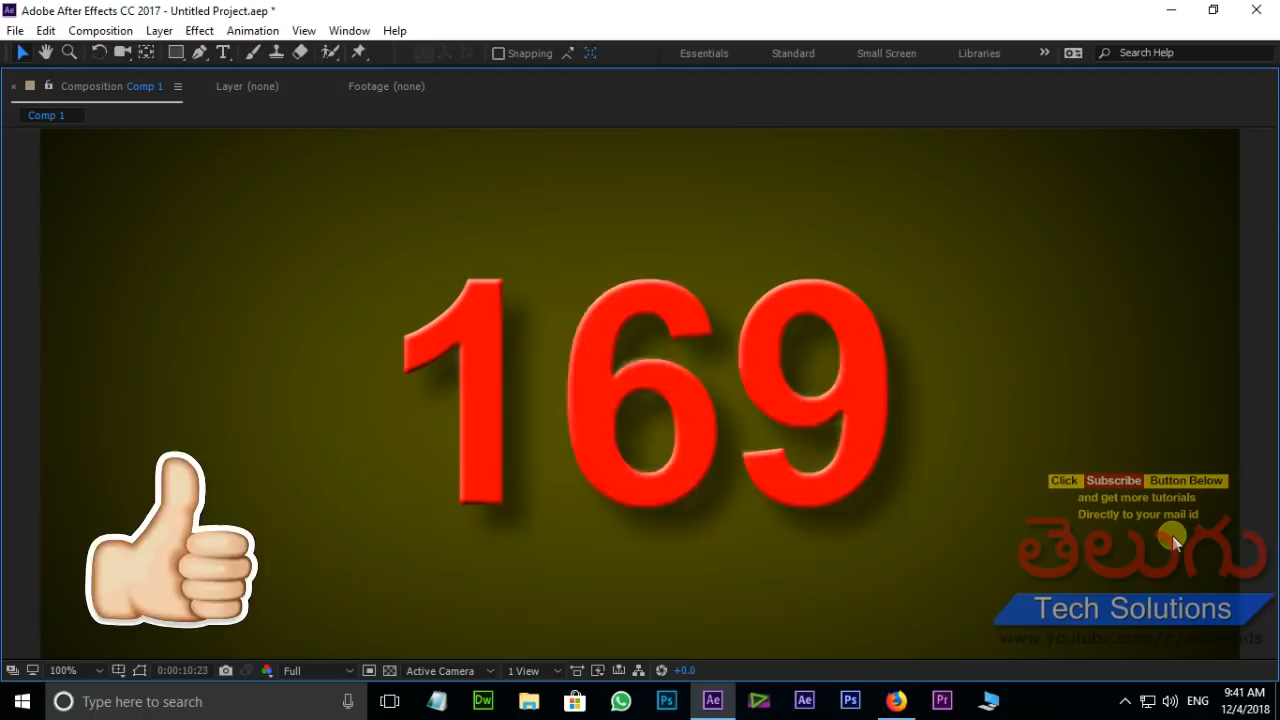 Adobe After Effects CC 2017 - Untitled Project.aep *
File Edit Composition Layer Effect Animation View Window Help
Snapping Essentials Standard Small Screen Libraries Search Help
Composition Comp 1 Layer (none) Footage (none)
Comp 1
169
Click Subscribe Button Below
and get more tutorials
Directly to your mail id
తెలుగు
Tech Solutions
100% 0:00:10:23 Full Active Camera 1 View +0.0
Type here to search
ENG
9:41 AM
12/4/2018